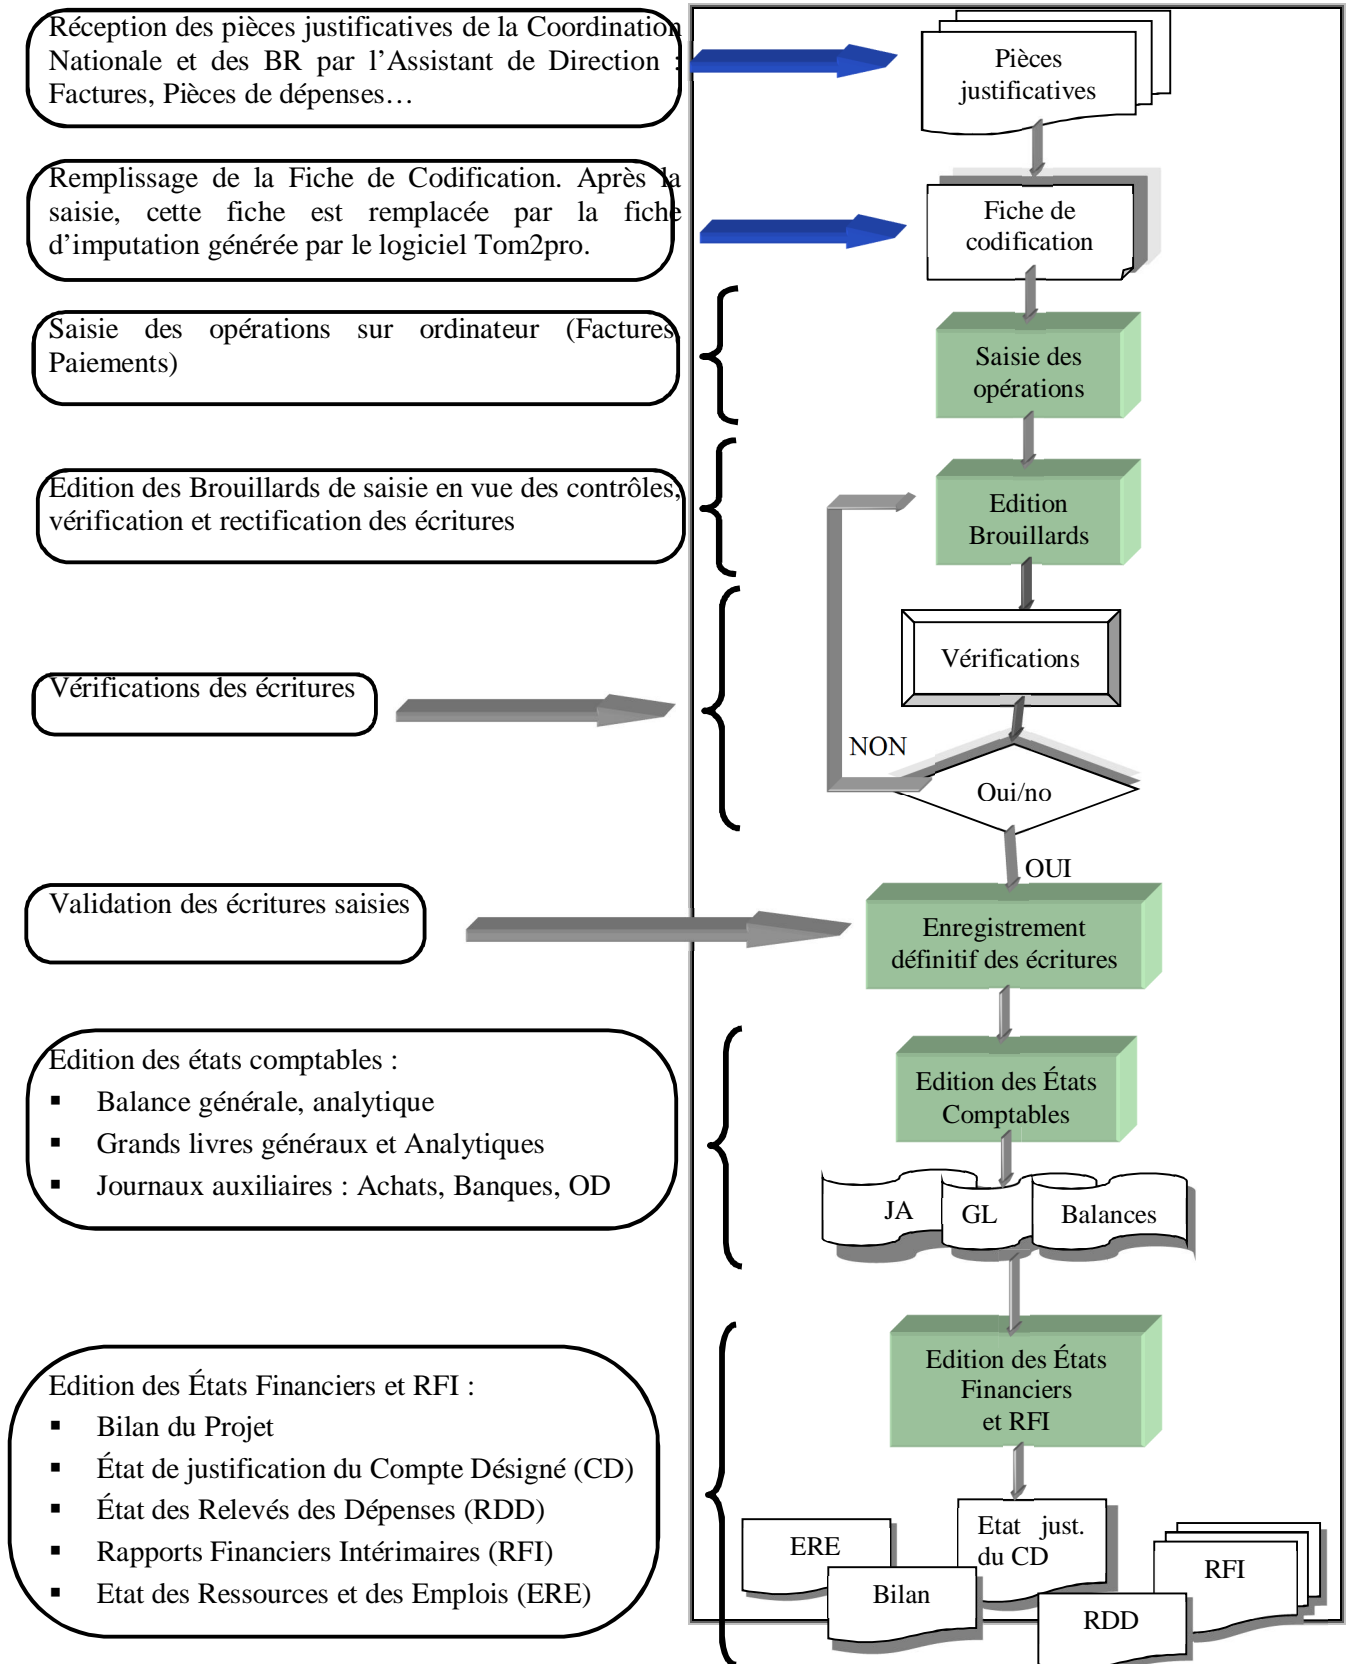 Réception des pièces justificatives de la Coordination
Nationale et des BR par l’Assistant de Direction :
Factures, Pièces de dépenses…
Pièces
justificatives
Remplissage de la Fiche de Codification. Après la
saisie, cette fiche est remplacée par la fiche
d’imputation générée par le logiciel Tom2pro.
Fiche de
codification
Saisie des opérations sur ordinateur (Factures,
Paiements)
Saisie des
opérations
Edition des Brouillards de saisie en vue des contrôles,
vérification et rectification des écritures
Edition
Brouillards
Vérifications des écritures
Vérifications
NON
Oui/no
OUI
Validation des écritures saisies
Enregistrement
définitif des écritures
Edition des états comptables :
▪ Balance générale, analytique
▪ Grands livres généraux et Analytiques
▪ Journaux auxiliaires : Achats, Banques, OD
Edition des États
Comptables
JA
GL
Balances
Edition des États Financiers et RFI :
▪ Bilan du Projet
▪ État de justification du Compte Désigné (CD)
▪ État des Relevés des Dépenses (RDD)
▪ Rapports Financiers Intérimaires (RFI)
▪ Etat des Ressources et des Emplois (ERE)
Edition des États
Financiers
et RFI
ERE
Bilan
Etat just.
du CD
RDD
RFI